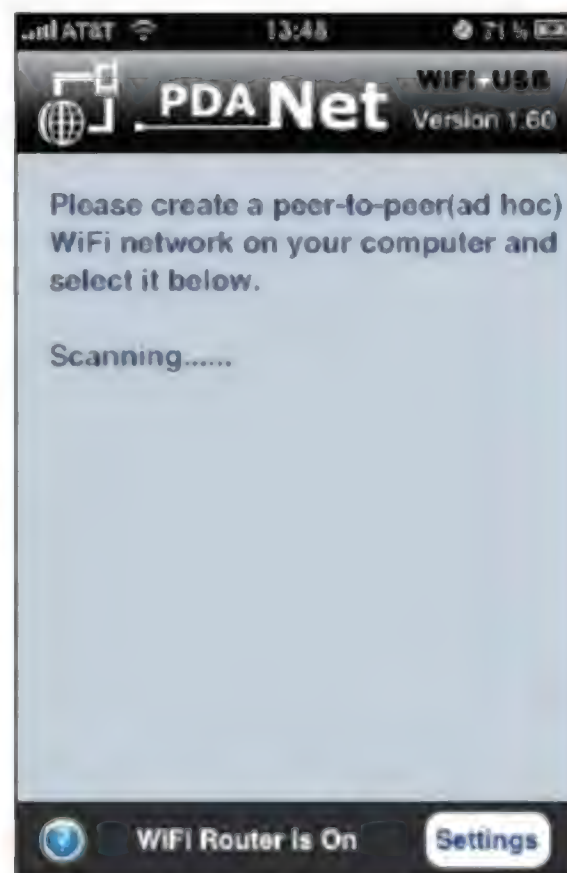 AT&T 13:48 71%
PDANet WiFi+USB
Version 1.60
Please create a peer-to-peer(ad hoc)
WiFi network on your computer and
select it below.
Scanning......
WiFi Router Is On Settings